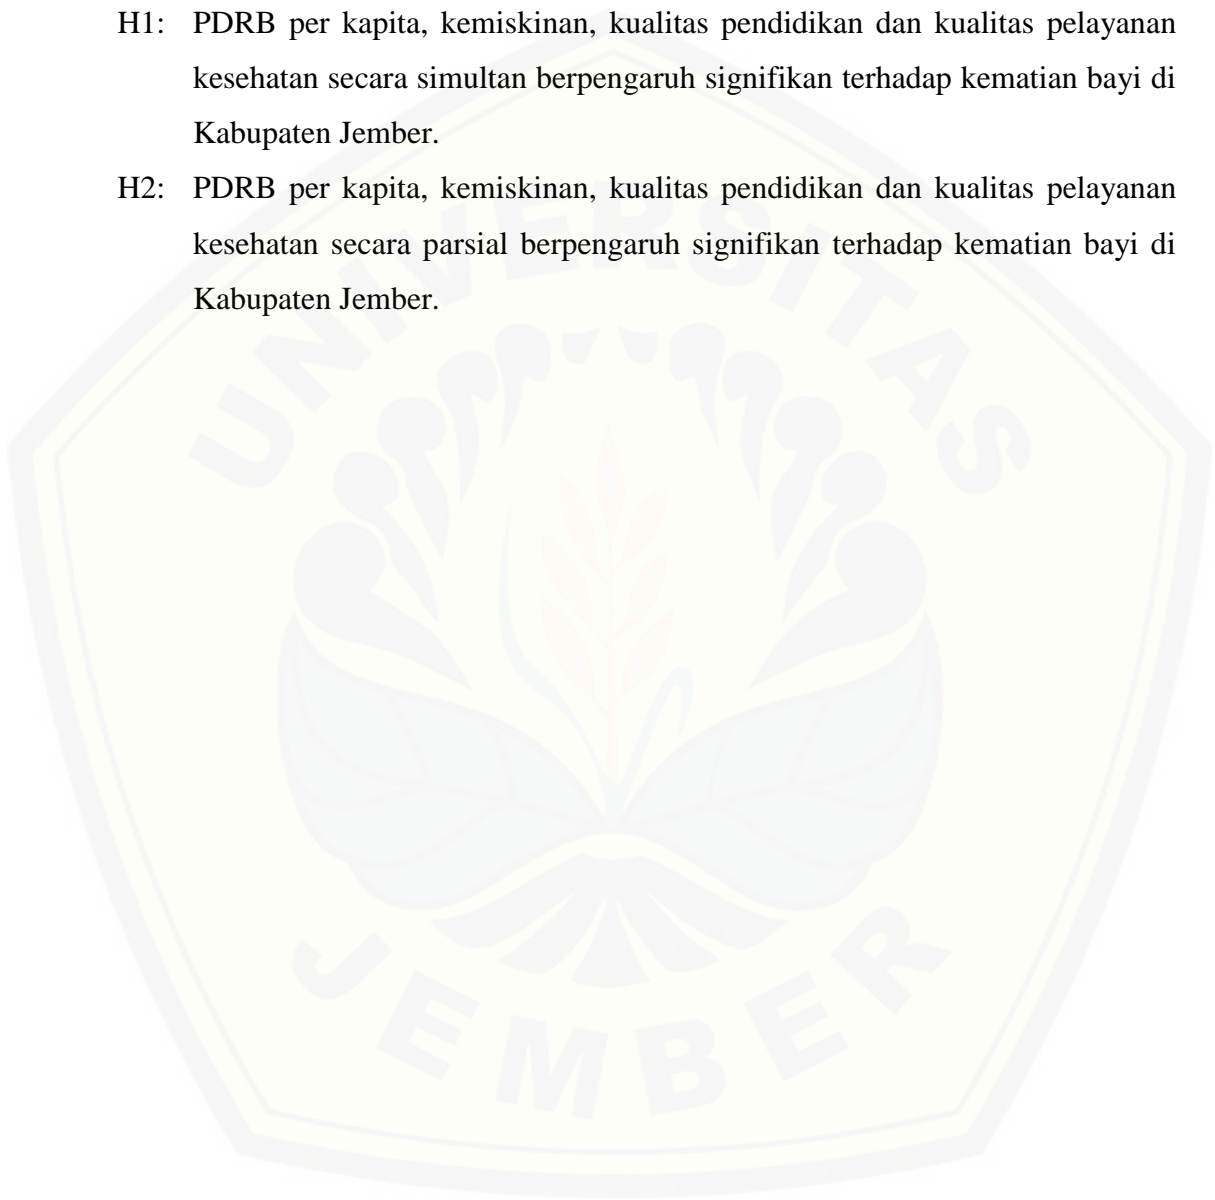 H1: PDRB per kapita, kemiskinan, kualitas pendidikan dan kualitas pelayanan
kesehatan secara simultan berpengaruh signifikan terhadap kematian bayi di
Kabupaten Jember.
H2: PDRB per kapita, kemiskinan, kualitas pendidikan dan kualitas pelayanan
kesehatan secara parsial berpengaruh signifikan terhadap kematian bayi di
Kabupaten Jember.
UNIVERSITAS
JEMBER